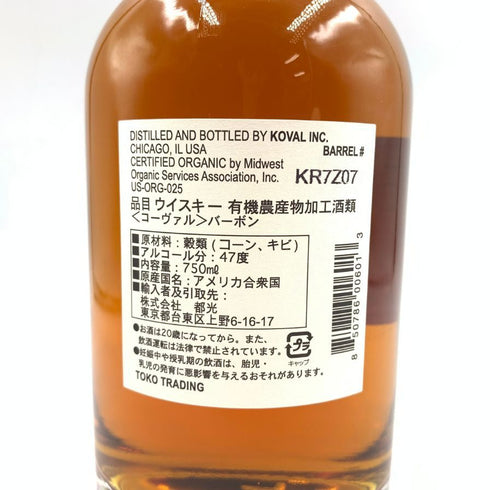 DISTILLED AND BOTTLED BY KOVAL INC.
CHICAGO, IL USA
BARREL #
CERTIFIED ORGANIC by Midwest
Organic Services Association, Inc.
KR7Z07
US-ORG-025
品目 ウイスキー 有機農産物加工酒類
＜コーヴァル＞バーボン
■原材料：穀類（コーン、キビ）
■アルコール分：47度
■内容量：750mℓ
■原産国名：アメリカ合衆国
■輸入者及び引取先：
株式会社 都光
東京都台東区上野6-16-17
●お酒は20歳になってから。また、
飲酒運転は法律で禁止されています。
●妊娠中や授乳期の飲酒は、胎児・
乳児の発育に悪影響を与えるおそれがあります。
TOKO TRADING
プラ
キャップ
8 50786 00601 3